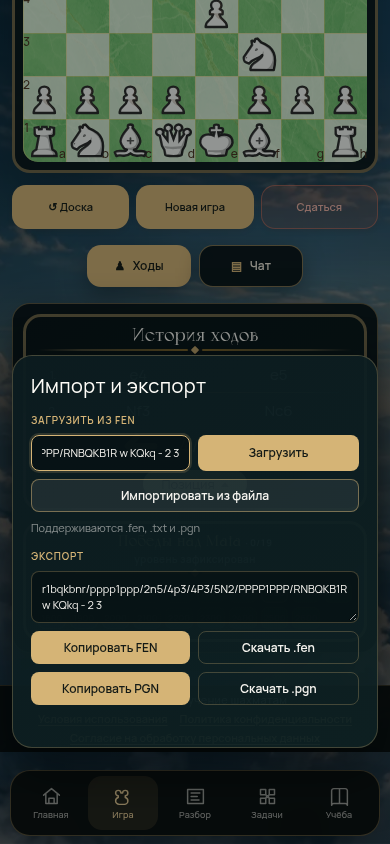 3
2
1
a b c d e f g h
↺ Доска
Новая игра
Сдаться
Ходы
Чат
История ходов
Импорт и экспорт
ЗАГРУЗИТЬ ИЗ FEN
PPP/RNBQKB1R w KQkq - 2 3
Загрузить
Импортировать из файла
Поддерживаются .fen, .txt и .pgn
ЭКСПОРТ
r1bqkbnr/pppp1ppp/2n5/4p3/4P3/5N2/PPPP1PPP/RNBQKB1R
w KQkq - 2 3
Копировать FEN
Скачать .fen
Копировать PGN
Скачать .pgn
Главная
Игра
Разбор
Задачи
Учёба